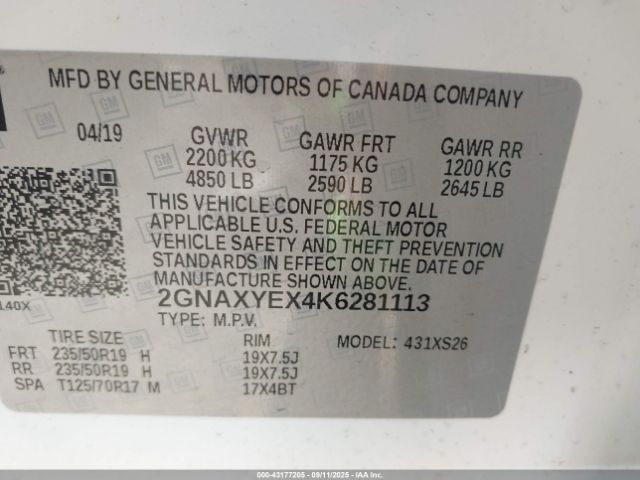 MFD BY GENERAL MOTORS OF CANADA COMPANY
04/19 GVWR GAWR FRT GAWR RR
2200 KG 1175 KG 1200 KG
4850 LB 2590 LB 2645 LB
THIS VEHICLE CONFORMS TO ALL
APPLICABLE U.S. FEDERAL MOTOR
VEHICLE SAFETY AND THEFT PREVENTION
STANDARDS IN EFFECT ON THE DATE OF
MANUFACTURE SHOWN ABOVE.
140X 2GNAXYEX4K6281113
TYPE: M.P.V. MODEL: 431XS26
TIRE SIZE RIM
FRT 235/50R19 H 19X7.5J
RR 235/50R19 H 19X7.5J
SPA T125/70R17 M 17X4BT
000-43177205 - 09/11/2025 - IAA Inc.